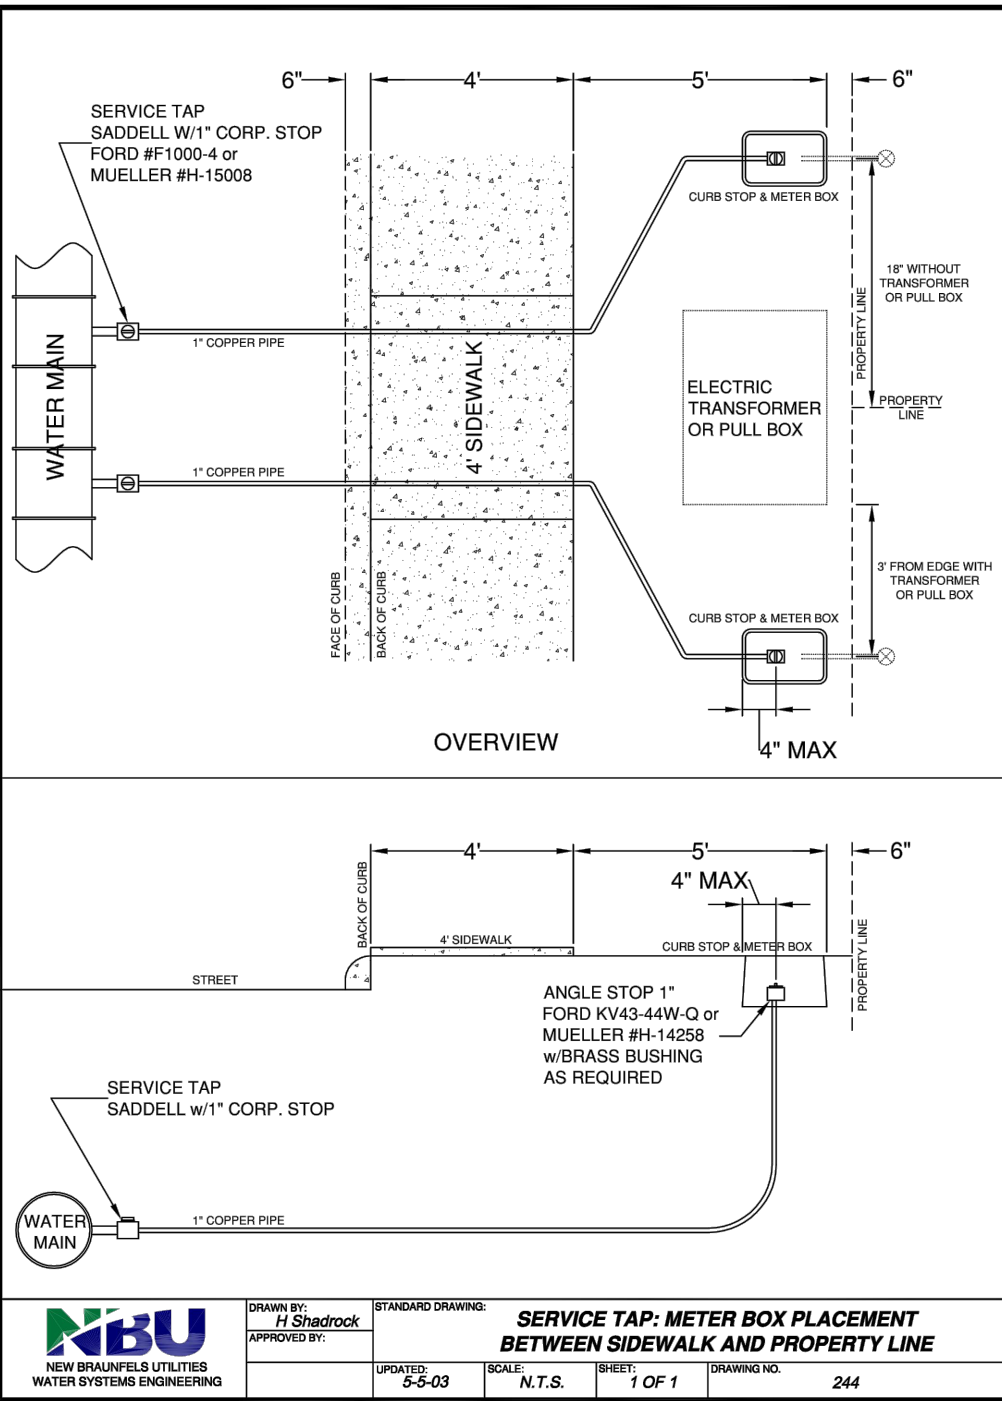 6"
4'
5'
6"
SERVICE TAP
SADDELL W/1" CORP. STOP
FORD #F1000-4 or
MUELLER #H-15008
CURB STOP & METER BOX
18" WITHOUT
TRANSFORMER
OR PULL BOX
PROPERTY LINE
WATER MAIN
1" COPPER PIPE
4' SIDEWALK
ELECTRIC
TRANSFORMER
OR PULL BOX
PROPERTY
LINE
1" COPPER PIPE
3' FROM EDGE WITH
TRANSFORMER
OR PULL BOX
FACE OF CURB
BACK OF CURB
CURB STOP & METER BOX
OVERVIEW
4" MAX
4'
5'
6"
BACK OF CURB
4" MAX
4' SIDEWALK
CURB STOP & METER BOX
PROPERTY LINE
STREET
ANGLE STOP 1"
FORD KV43-44W-Q or
MUELLER #H-14258
w/BRASS BUSHING
AS REQUIRED
SERVICE TAP
SADDELL w/1" CORP. STOP
WATER
MAIN
1" COPPER PIPE
NBU
NEW BRAUNFELS UTILITIES
WATER SYSTEMS ENGINEERING
DRAWN BY:
H Shadrock
APPROVED BY:
STANDARD DRAWING:
SERVICE TAP: METER BOX PLACEMENT
BETWEEN SIDEWALK AND PROPERTY LINE
UPDATED:
5-5-03
SCALE:
N.T.S.
SHEET:
1 OF 1
DRAWING NO.
244